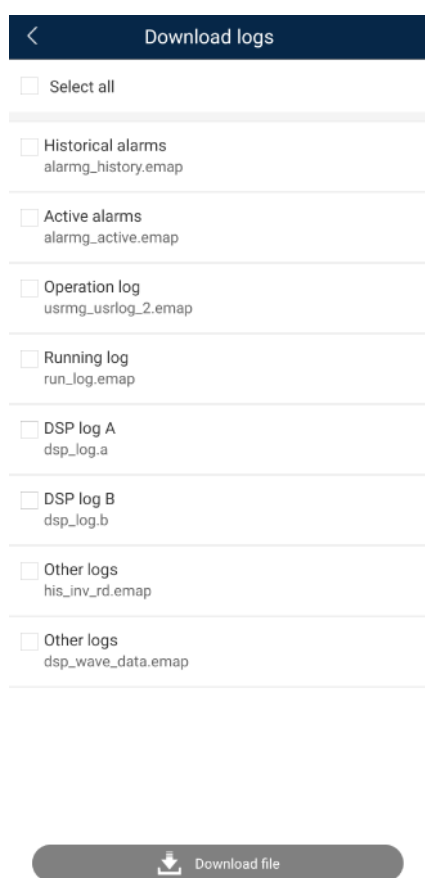 Download logs
Select all
Historical alarms
alarmg_history.emap
Active alarms
alarmg_active.emap
Operation log
usrmg_usrlog_2.emap
Running log
run_log.emap
DSP log A
dsp_log.a
DSP log B
dsp_log.b
Other logs
his_inv_rd.emap
Other logs
dsp_wave_data.emap
Download file